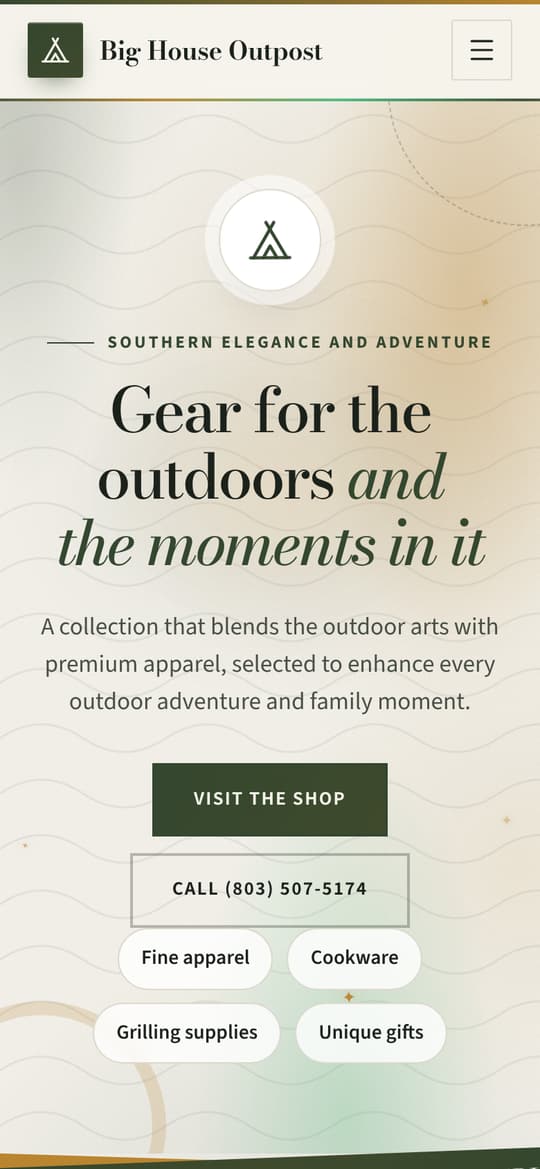 Big House Outpost
SOUTHERN ELEGANCE AND ADVENTURE
Gear for the
outdoors and
the moments in it
A collection that blends the outdoor arts with
premium apparel, selected to enhance every
outdoor adventure and family moment.
VISIT THE SHOP
CALL (803) 507-5174
Fine apparel
Cookware
Grilling supplies
Unique gifts